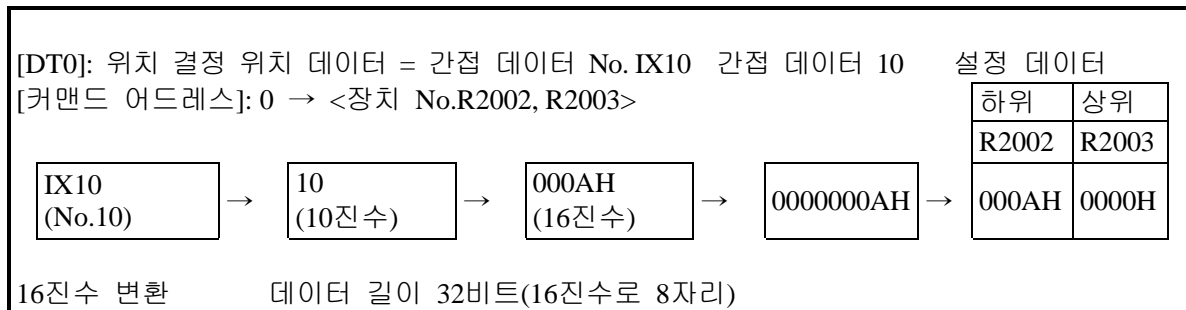 [DT0]: 위치 결정 위치 데이터 = 간접 데이터 No. IX10 간접 데이터 10 설정 데이터
[커맨드 어드레스]: 0 → <장치 No.R2002, R2003>
하위 상위
R2002 R2003
IX10
(No.10)
→
10
(10진수)
→
000AH
(16진수)
→
0000000AH
→
000AH 0000H
16진수 변환 데이터 길이 32비트(16진수로 8자리)